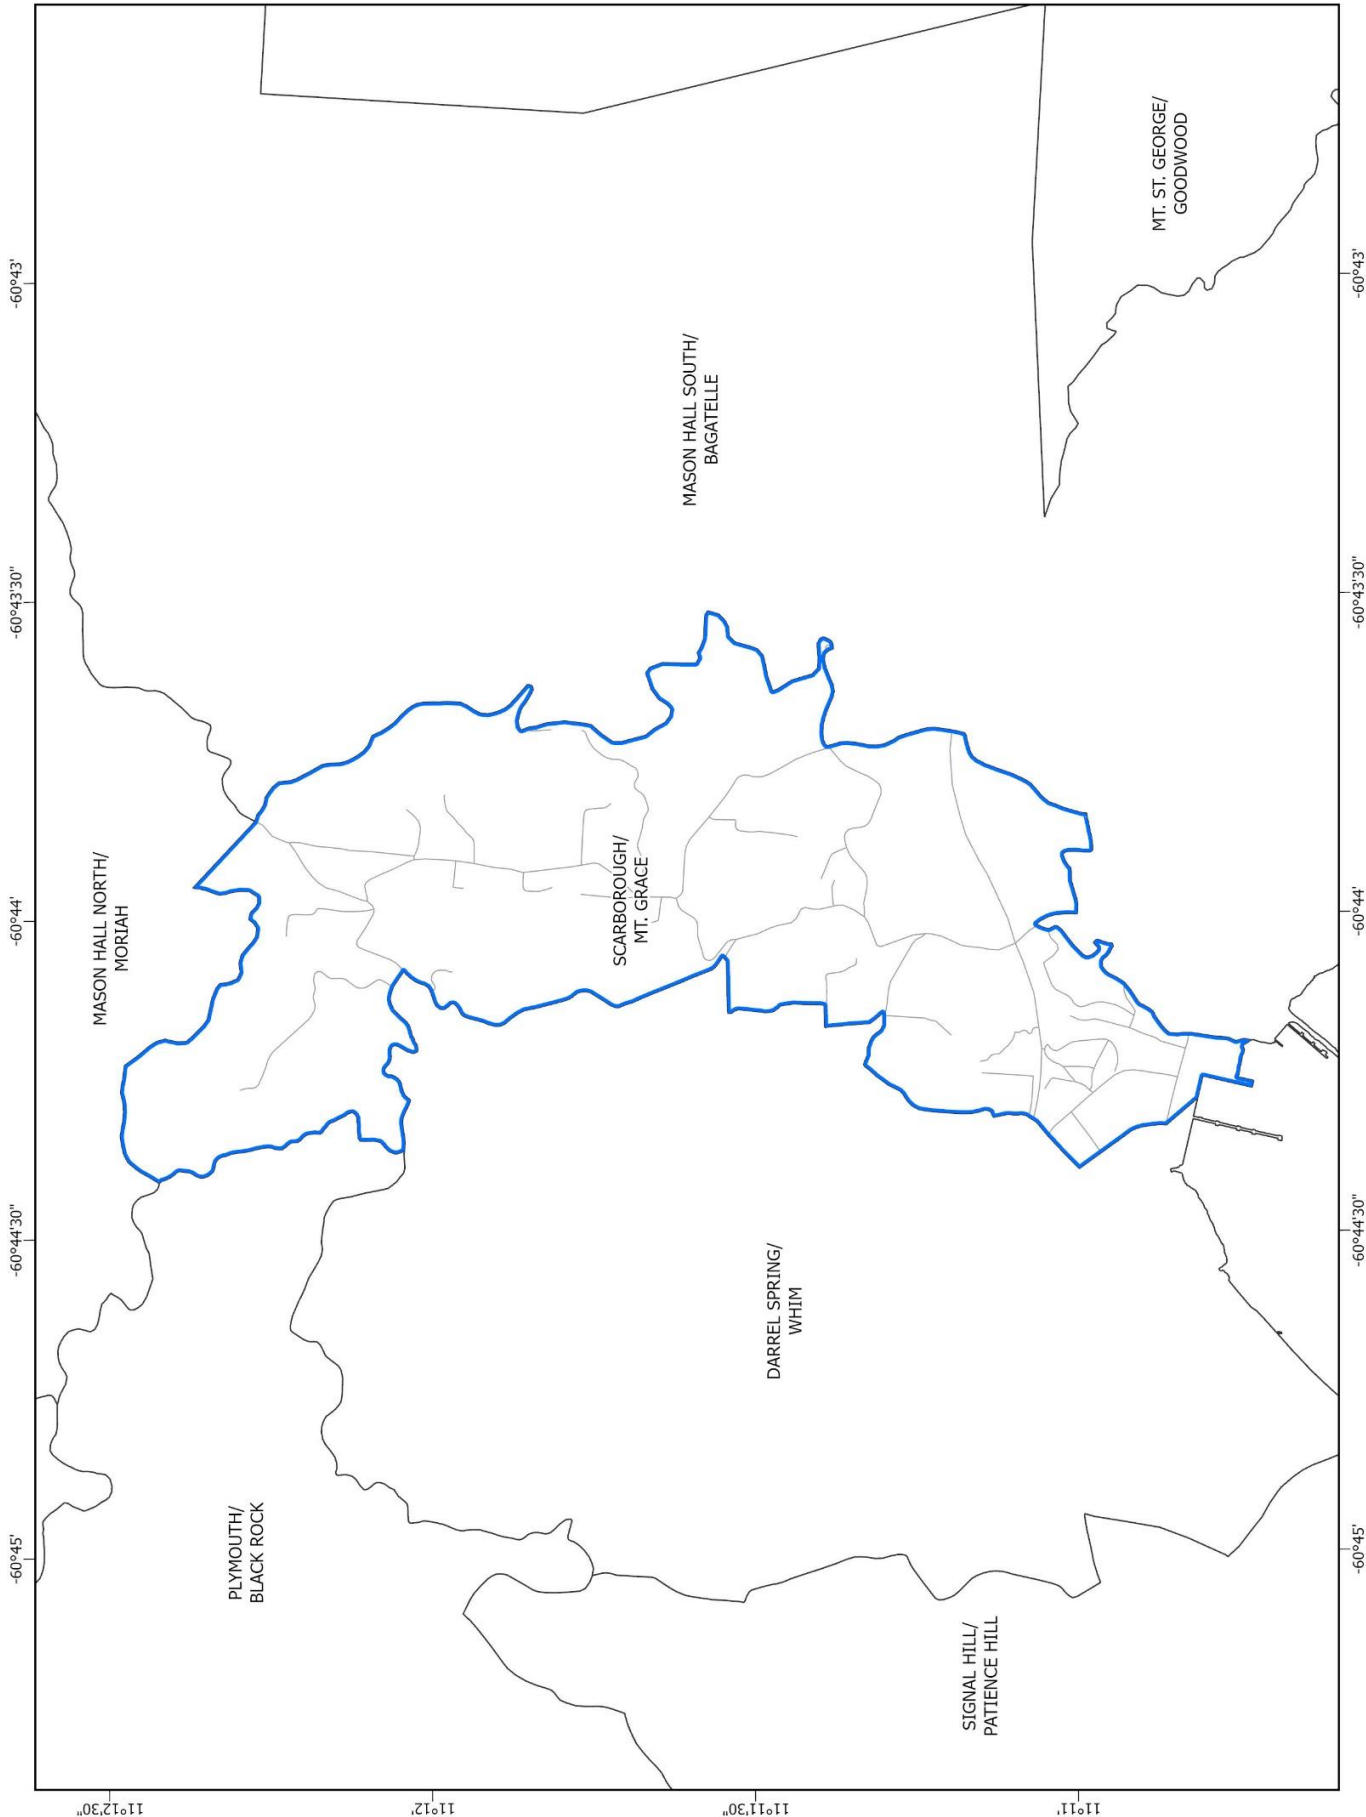 -60°45'
-60°44'30"
-60°44'
-60°43'30"
-60°43'
11°12'30"
11°12'
11°11'30"
11°11'
MASON HALL NORTH/
MORIAH
PLYMOUTH/
BLACK ROCK
SCARBOROUGH/
MT. GRACE
MASON HALL SOUTH/
BAGATELLE
DARREL SPRING/
WHIM
SIGNAL HILL/
PATIENCE HILL
MT. ST. GEORGE/
GOODWOOD
-60°45'
-60°44'30"
-60°44'
-60°43'30"
-60°43'